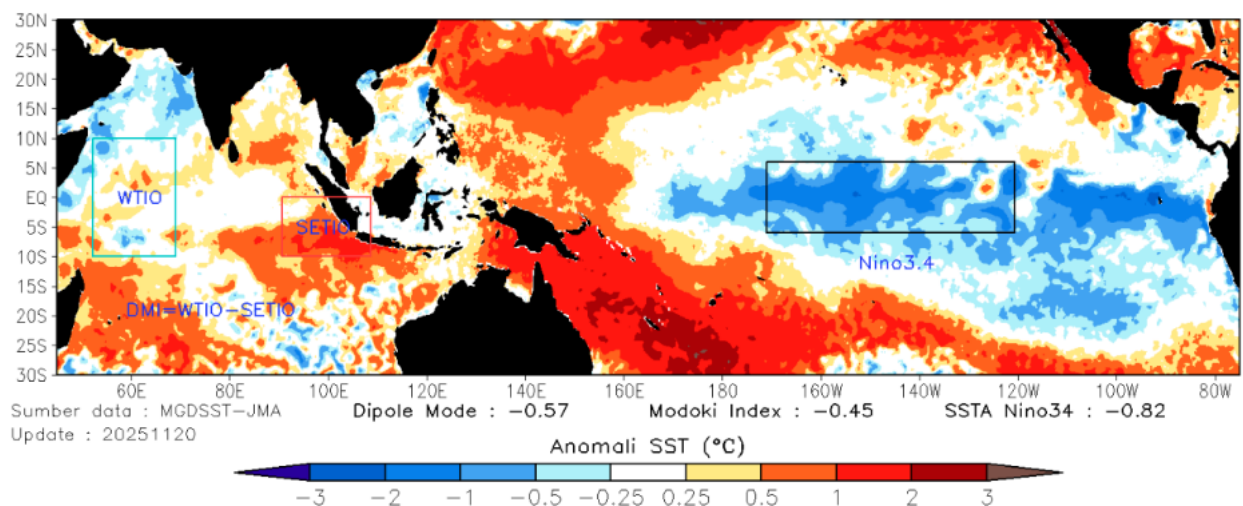 30N
25N
20N
15N
10N
5N
EQ
5S
10S
15S
20S
25S
30S
WTIO
SETIO
Nino3.4
DMI=WTIO-SETIO
60E 80E 100E 120E 140E 160E 180 160W 140W 120W 100W 80W
Sumber data : MGDSST-JMA Dipole Mode : -0.57 Modoki Index : -0.45 SSTA Nino34 : -0.82
Update : 20251120
Anomali SST (°C)
-3 -2 -1 -0.5 -0.25 0.25 0.5 1 2 3